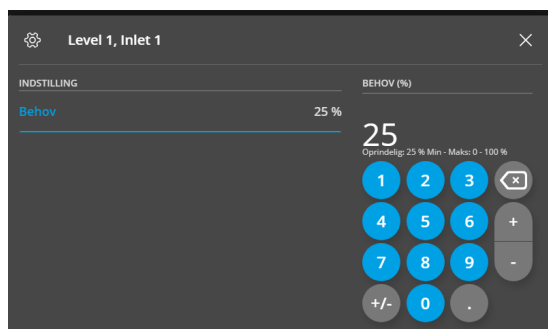 Level 1, Inlet 1
INDSTILLING
Behov 25 %
BEHOV (%)
25
Oprindelig: 25 % Min - Maks: 0 - 100 %
1 2 3
4 5 6 +
7 8 9 -
+/- 0 .